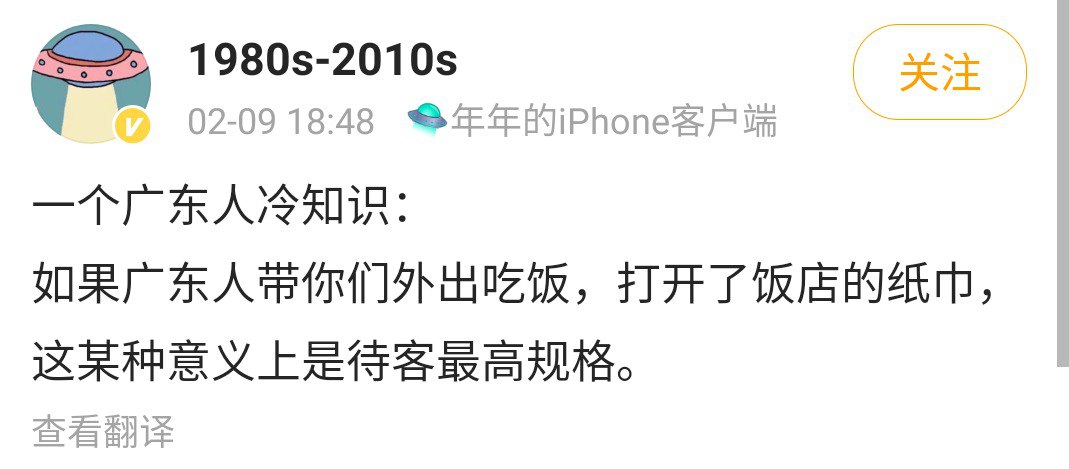 1980s-2010s
关注
02-09 18:48 年年的iPhone客户端
一个广东人冷知识：
如果广东人带你们外出吃饭，打开了饭店的纸巾，
这某种意义上是待客最高规格。
查看翻译